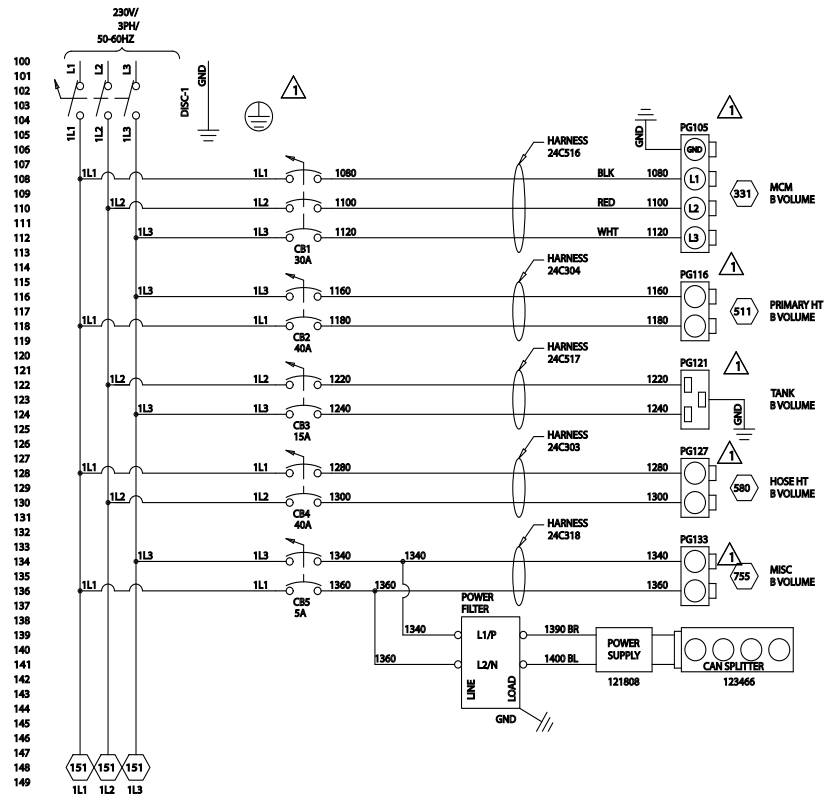 230V/
3PH/
50-60HZ
100
101 L1 L2 L3 GND
102 DISC-1 1
103
104
105 1L1 1L2 1L3 GND PG105 1
106 HARNESS GND
107 24C516
108 1L1 1L1 1080 BLK 1080 L1
109 331 MCM
110 1L2 1L2 1100 RED 1100 L2 B VOLUME
111
112 1L3 1L3 1120 WHT 1120 L3
113 CB1
30A
114 HARNESS
24C304
115 PG116 1
116 1L3 1L3 1160 1160
117 511 PRIMARY HT
B VOLUME
118 1L1 1L1 1180 1180
119 CB2
40A
120 HARNESS
24C517
121 PG121 1
122 1L2 1L2 1220 1220
123 TANK
B VOLUME
124 1L3 1L3 1240 1240 GND
125 CB3
15A
126 HARNESS
24C303
127 PG127 1
128 1L1 1L1 1280 1280
129 580 HOSE HT
B VOLUME
130 1L2 1L2 1300 1300
131 CB4
40A
132 HARNESS
24C318
133 PG133 1
134 1L3 1L3 1340 1340 1340
135 755 MISC
B VOLUME
136 1L1 1L1 1360 1360 1360
137 CB5
5A
POWER
FILTER
138
139 1340 L1/P 1390 BR
140 POWER
SUPPLY
141 1360 L2/N 1400 BL CAN SPLITTER
142 121808 123466
143 LINE LOAD
144
145 GND
146
147
148 151 151 151
149 1L1 1L2 1L3